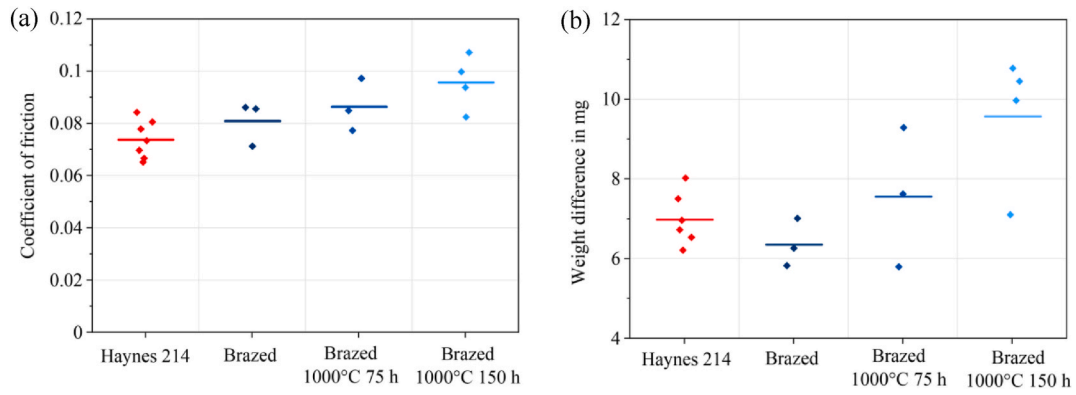 (a)
Coefficient of friction
0.12
0.1
0.08
0.06
0.04
0.02
0
Haynes 214
Brazed
Brazed
1000°C 75 h
Brazed
1000°C 150 h
(b)
Weight difference in mg
12
10
8
6
4
Haynes 214
Brazed
Brazed
1000°C 75 h
Brazed
1000°C 150 h